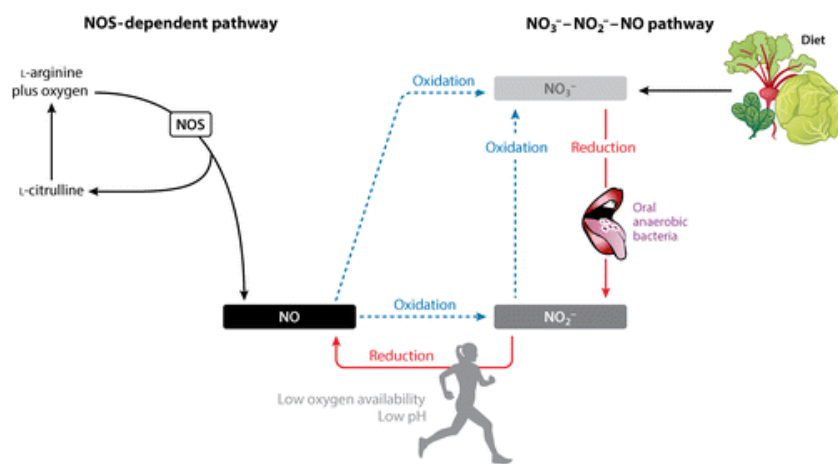 NOS-dependent pathway
NO₃⁻–NO₂⁻–NO pathway
Diet
L-arginine
plus oxygen
NOS
L-citrulline
Oxidation
NO₃⁻
Oxidation
Reduction
Oral
anaerobic
bacteria
NO
Oxidation
NO₂⁻
Reduction
Low oxygen availability
Low pH